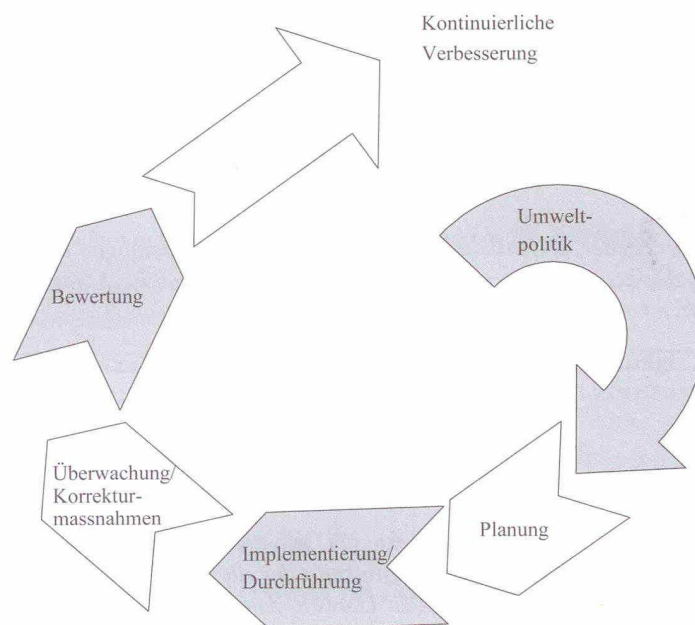 Kontinuierliche
Verbesserung
Umwelt-
politik
Planung
Implementierung/
Durchführung
Überwachung/
Korrektur-
massnahmen
Bewertung